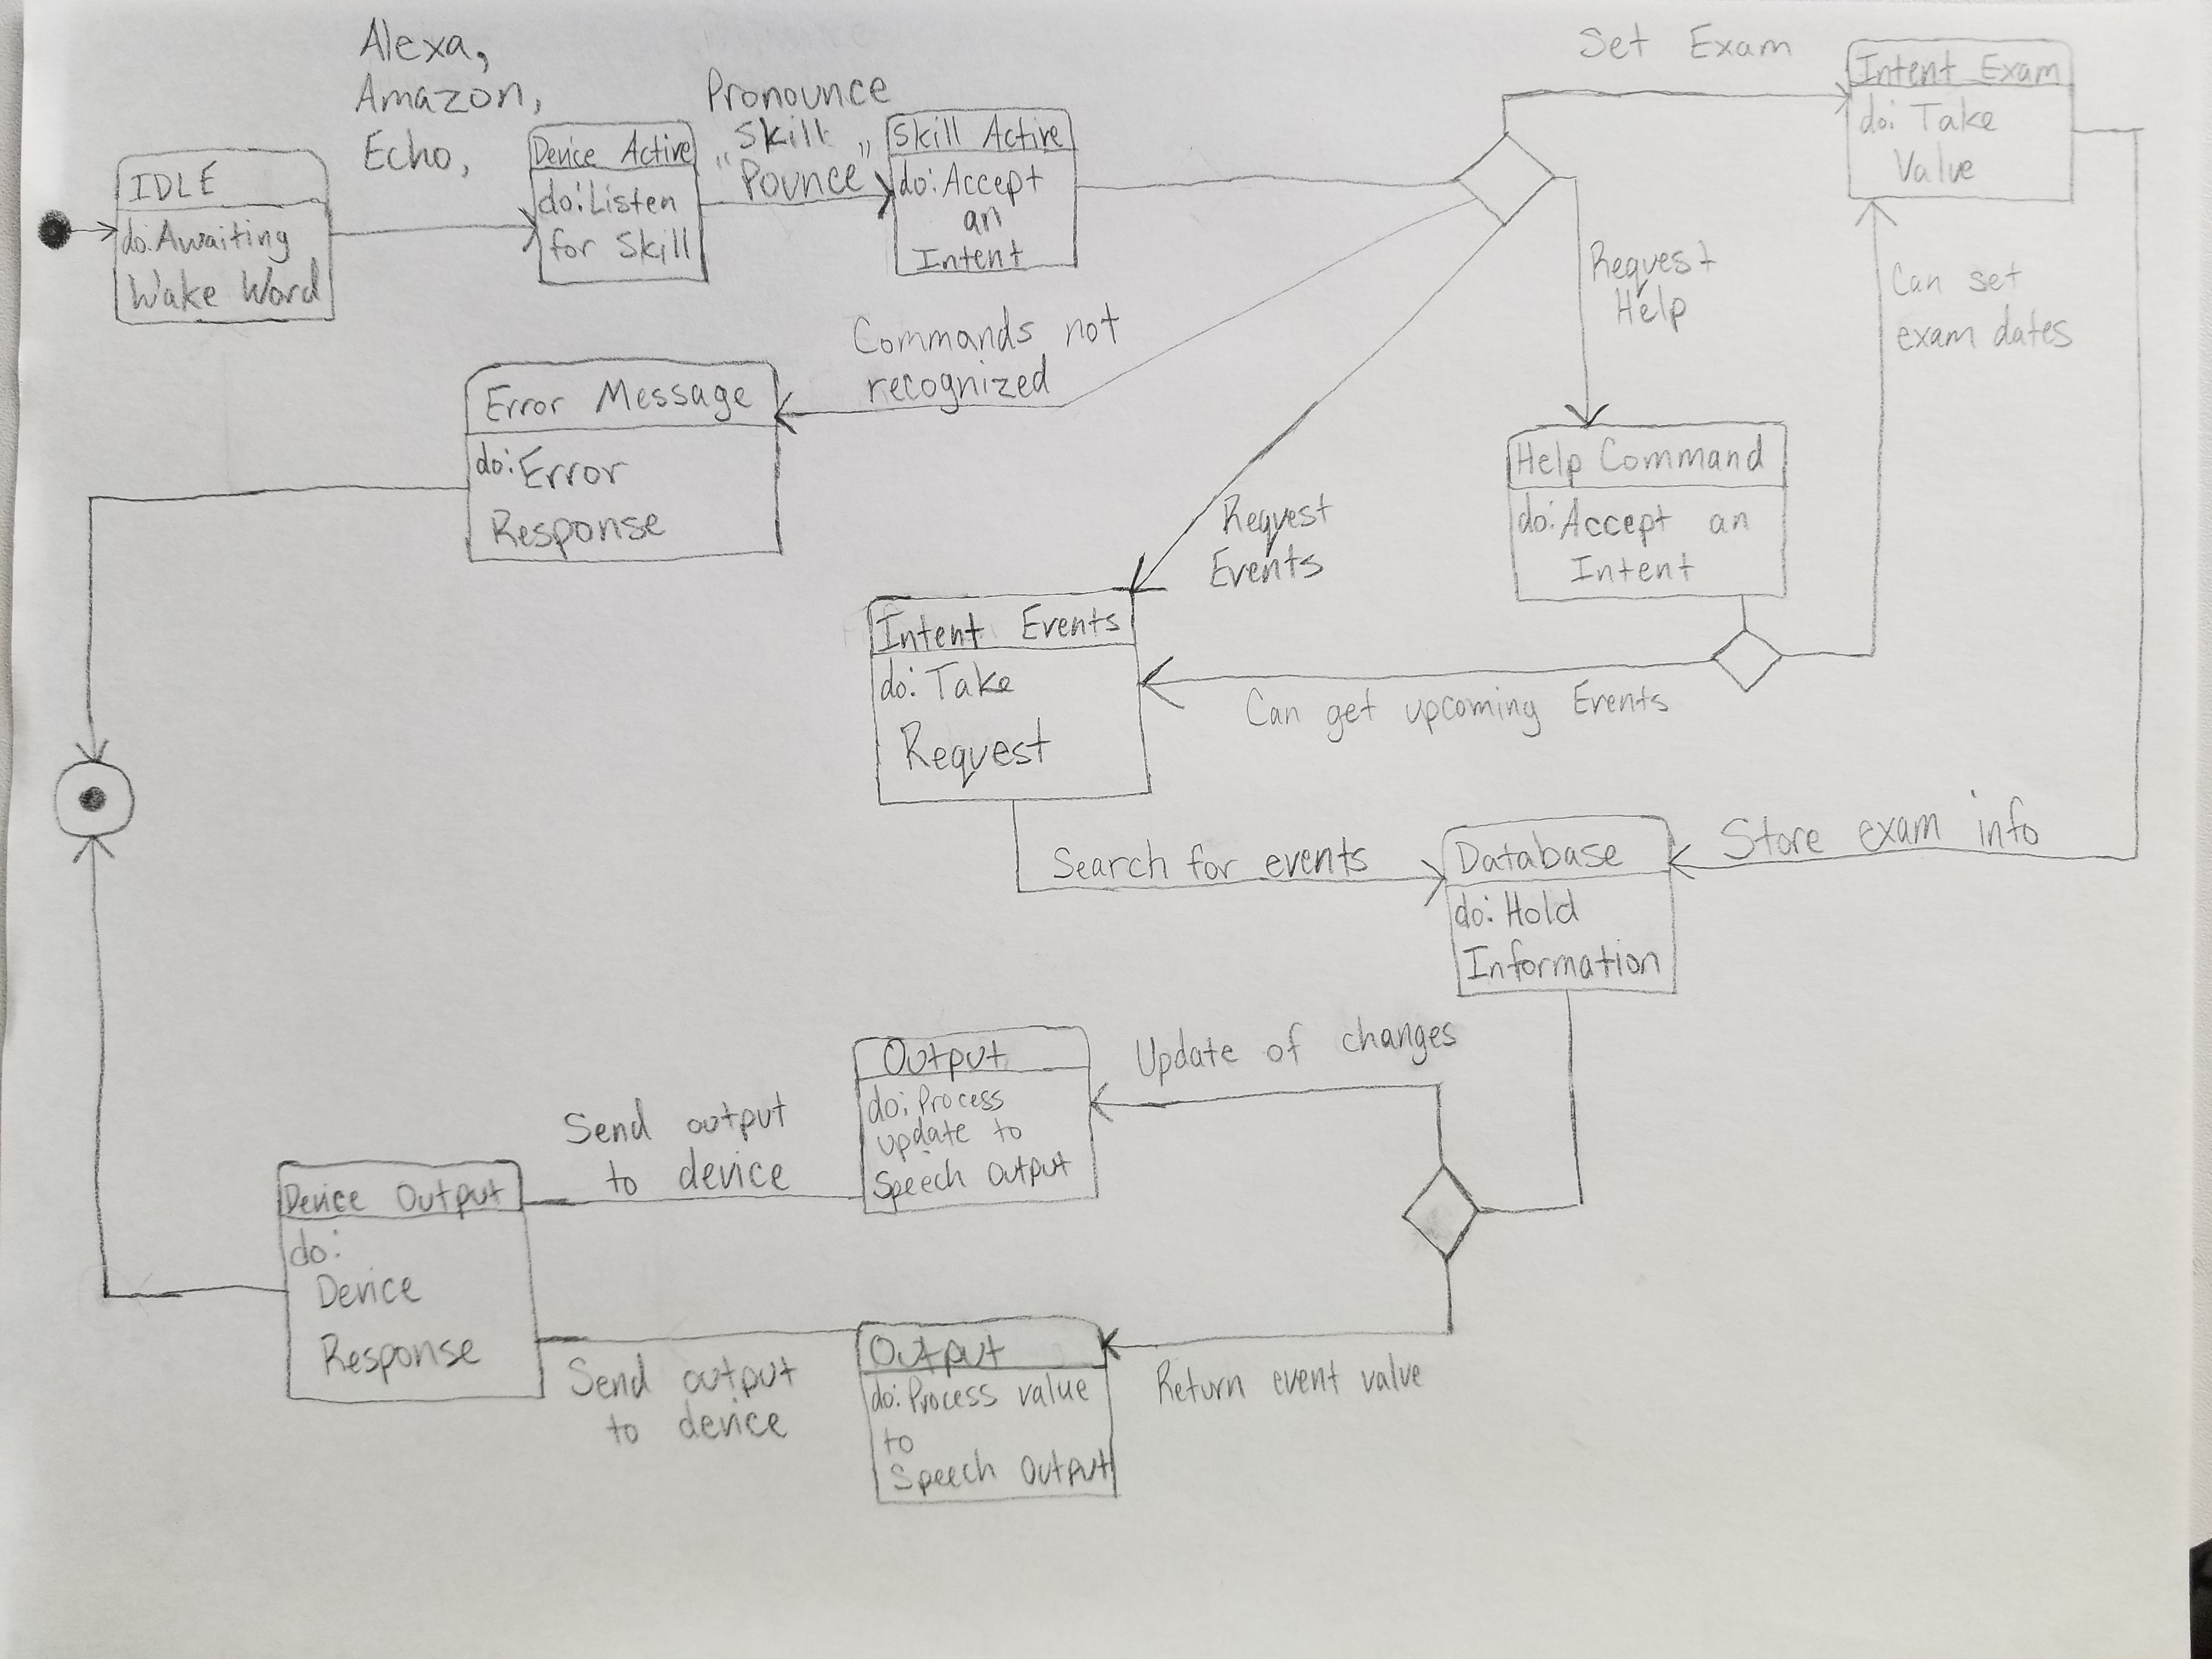 Alexa,
Amazon,
Echo,
IDLE
do: Awaiting
Wake Word
Device Active
do: Listen
for Skill
Pronounce
Skill
"Pounce"
Skill Active
do: Accept
an
Intent
Set Exam
Intent Exam
do: Take
Value
Request
Help
Can set
exam dates
Commands not
recognized
Error Message
do: Error
Response
Request
Events
Help Command
do: Accept an
Intent
Intent Events
do: Take
Request
Can get upcoming Events
Search for events
Database
do: Hold
Information
Store exam info
Update of changes
Output
do: Process
update to
Speech Output
Send output
to device
Device Output
do:
Device
Response
Send output
to device
Output
do: Process value
to
Speech Output
Return event value